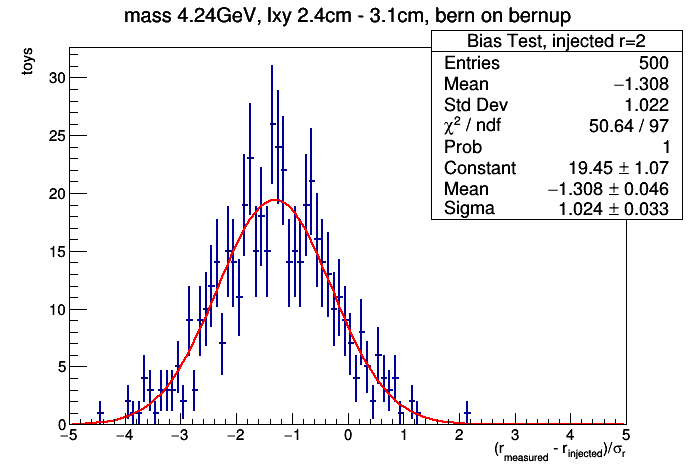 mass 4.24GeV, lxy 2.4cm - 3.1cm, bern on bernup
Bias Test, injected r=2
Entries 500
Mean −1.308
Std Dev 1.022
χ² / ndf 50.64 / 97
Prob 1
Constant 19.45 ± 1.07
Mean −1.308 ± 0.046
Sigma 1.024 ± 0.033
toys
30
25
20
15
10
5
0
−5 −4 −3 −2 −1 0 1 2 3 4 5
(r_measured - r_injected)/σ_r